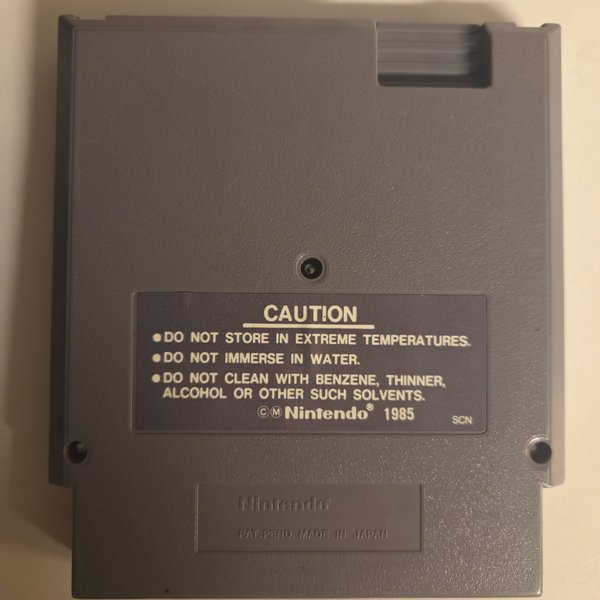 CAUTION
•DO NOT STORE IN EXTREME TEMPERATURES.
•DO NOT IMMERSE IN WATER.
•DO NOT CLEAN WITH BENZENE, THINNER,
ALCOHOL OR OTHER SUCH SOLVENTS.
©Ⓜ Nintendo® 1985 SCN
Nintendo®
PAT. PEND. MADE IN JAPAN